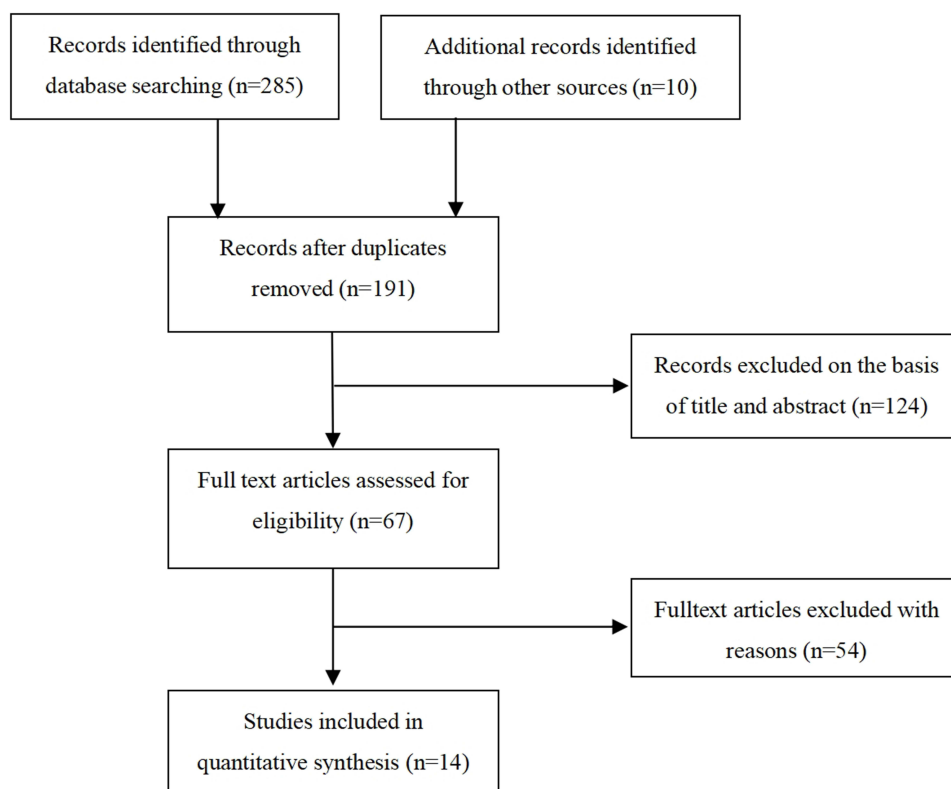 Records identified through
database searching (n=285)
Additional records identified
through other sources (n=10)
Records after duplicates
removed (n=191)
Records excluded on the basis
of title and abstract (n=124)
Full text articles assessed for
eligibility (n=67)
Fulltext articles excluded with
reasons (n=54)
Studies included in
quantitative synthesis (n=14)